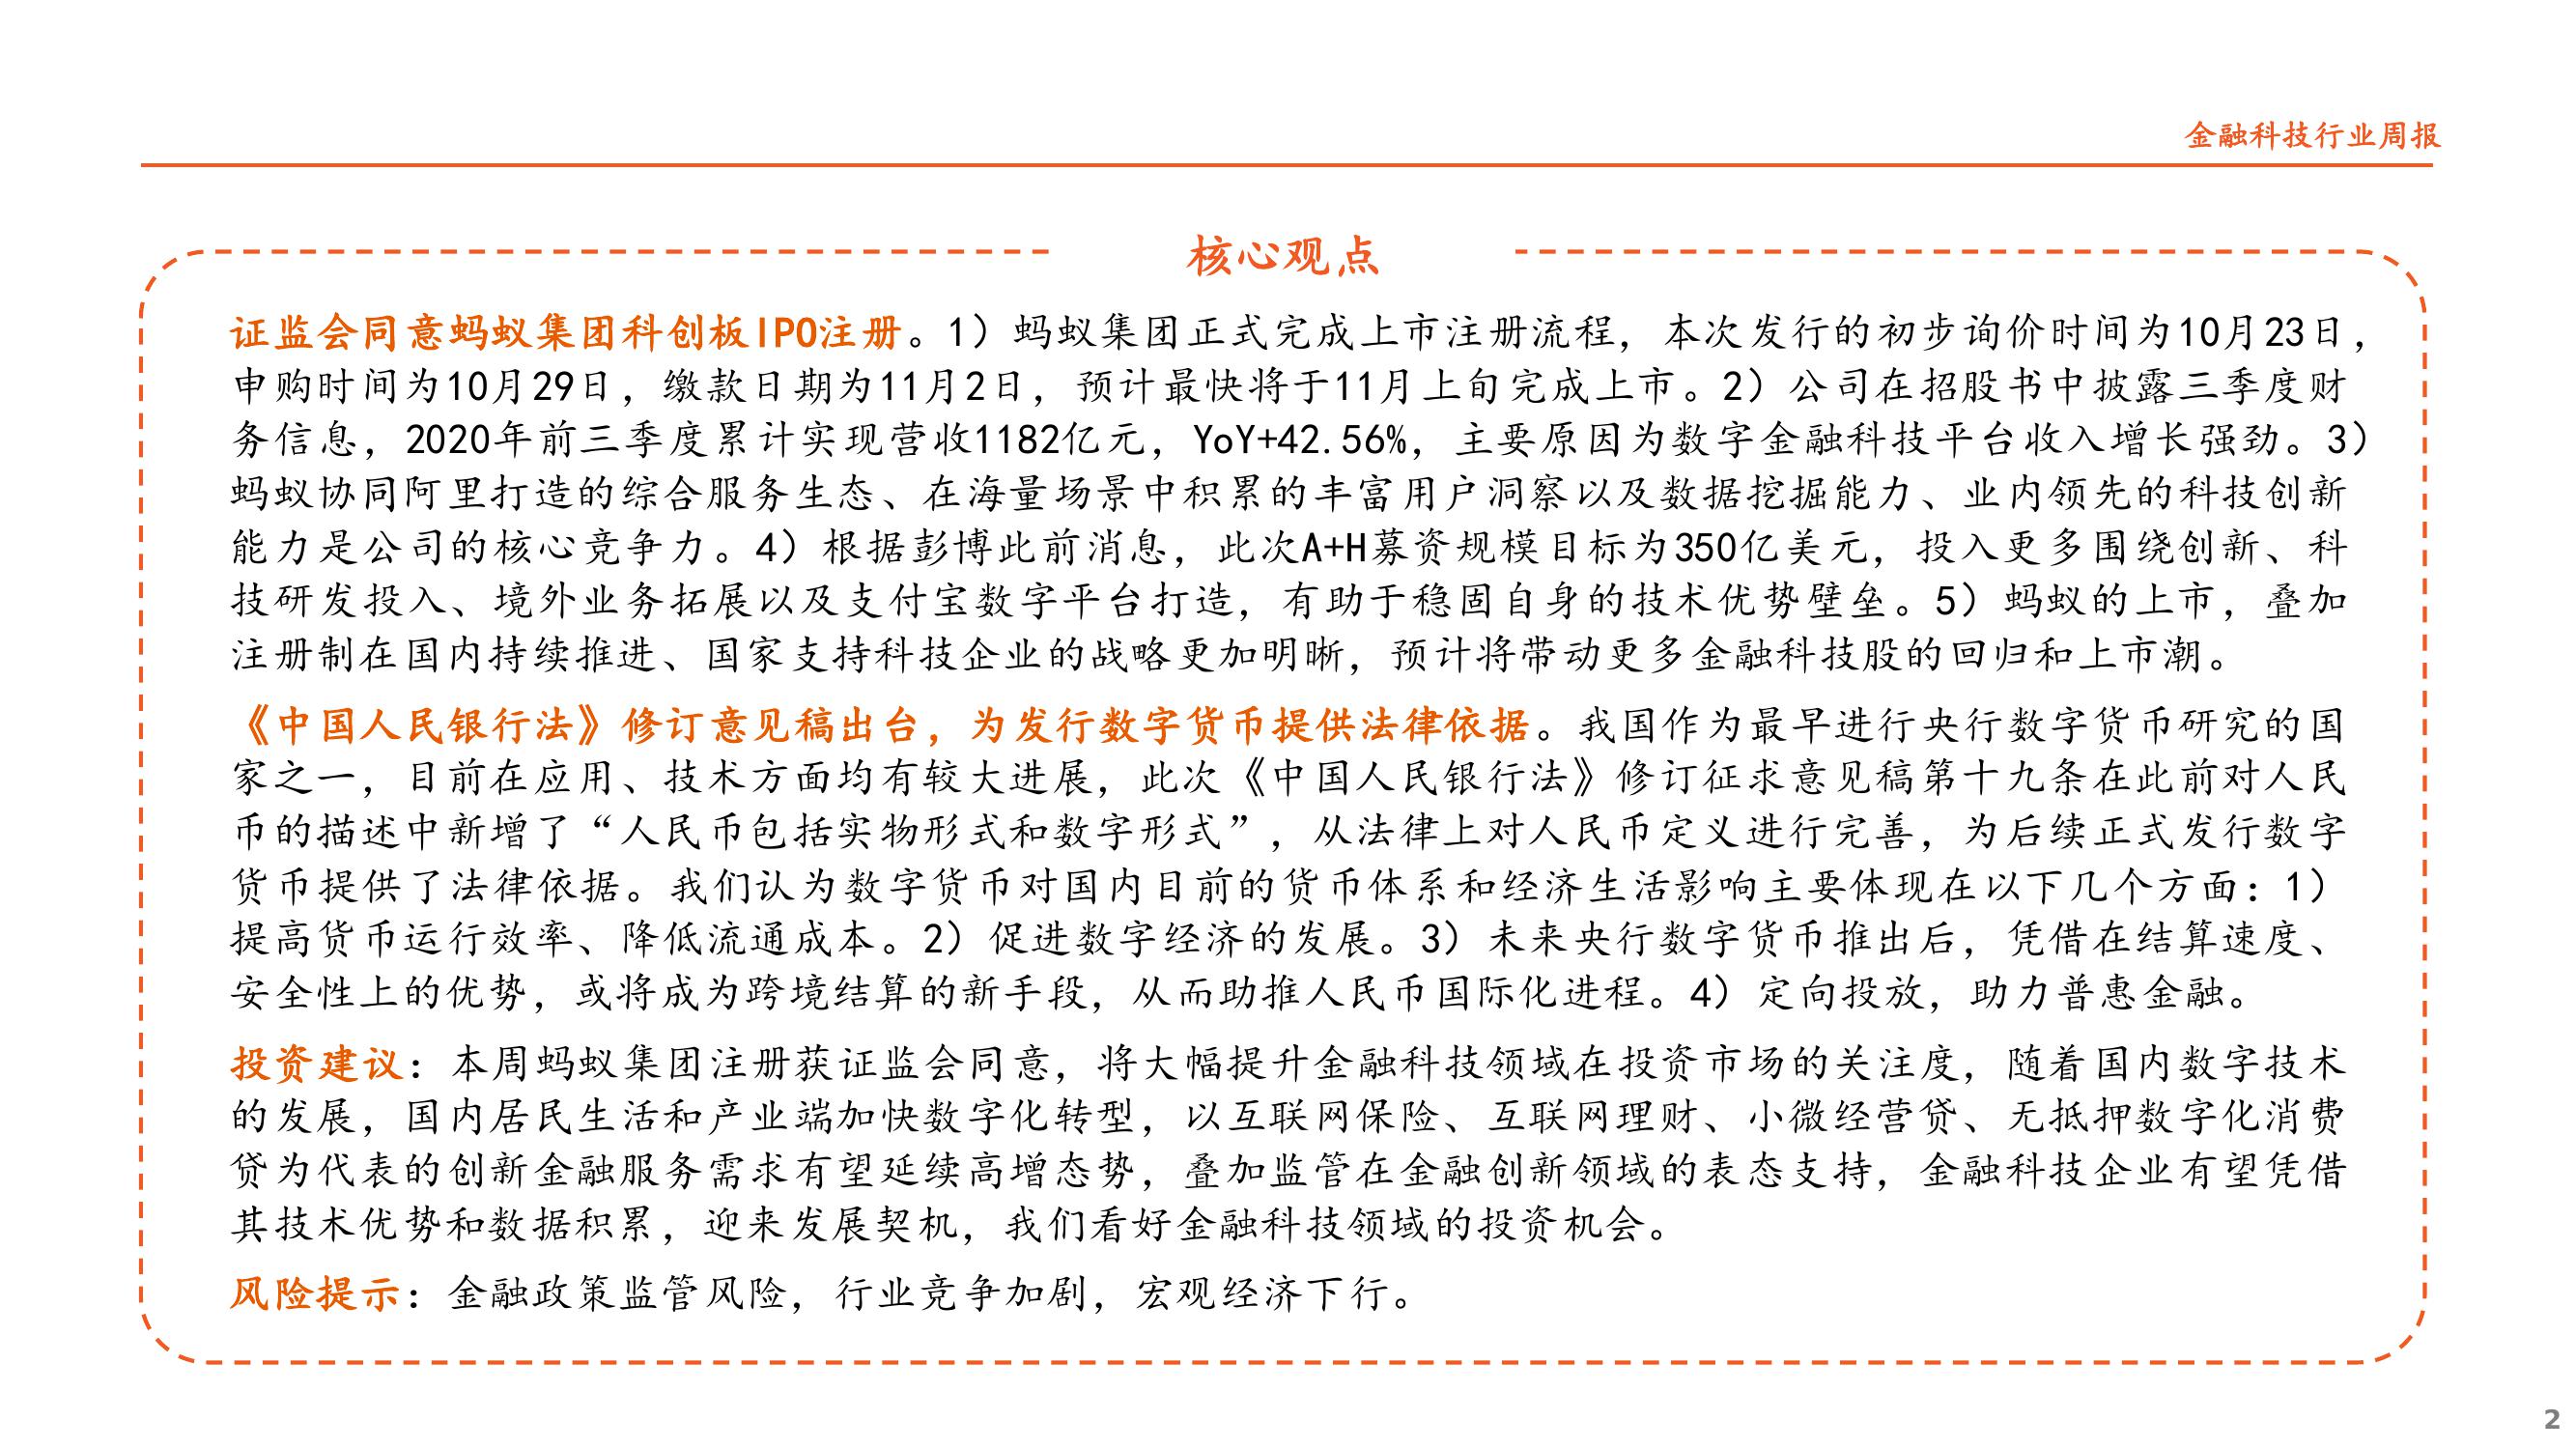 金融科技行业周报
核心观点
证监会同意蚂蚁集团科创板IPO注册。1）蚂蚁集团正式完成上市注册流程，本次发行的初步询价时间为10月23日，
申购时间为10月29日，缴款日期为11月2日，预计最快将于11月上旬完成上市。2）公司在招股书中披露三季度财
务信息，2020年前三季度累计实现营收1182亿元，YoY+42.56%，主要原因为数字金融科技平台收入增长强劲。3）
蚂蚁协同阿里打造的综合服务生态、在海量场景中积累的丰富用户洞察以及数据挖掘能力、业内领先的科技创新
能力是公司的核心竞争力。4）根据彭博此前消息，此次A+H募资规模目标为350亿美元，投入更多围绕创新、科
技研发投入、境外业务拓展以及支付宝数字平台打造，有助于稳固自身的技术优势壁垒。5）蚂蚁的上市，叠加
注册制在国内持续推进、国家支持科技企业的战略更加明晰，预计将带动更多金融科技股的回归和上市潮。
《中国人民银行法》修订意见稿出台，为发行数字货币提供法律依据。我国作为最早进行央行数字货币研究的国
家之一，目前在应用、技术方面均有较大进展，此次《中国人民银行法》修订征求意见稿第十九条在此前对人民
币的描述中新增了“人民币包括实物形式和数字形式”，从法律上对人民币定义进行完善，为后续正式发行数字
货币提供了法律依据。我们认为数字货币对国内目前的货币体系和经济生活影响主要体现在以下几个方面：1）
提高货币运行效率、降低流通成本。2）促进数字经济的发展。3）未来央行数字货币推出后，凭借在结算速度、
安全性上的优势，或将成为跨境结算的新手段，从而助推人民币国际化进程。4）定向投放，助力普惠金融。
投资建议：本周蚂蚁集团注册获证监会同意，将大幅提升金融科技领域在投资市场的关注度，随着国内数字技术
的发展，国内居民生活和产业端加快数字化转型，以互联网保险、互联网理财、小微经营贷、无抵押数字化消费
贷为代表的创新金融服务需求有望延续高增态势，叠加监管在金融创新领域的表态支持，金融科技企业有望凭借
其技术优势和数据积累，迎来发展契机，我们看好金融科技领域的投资机会。
风险提示：金融政策监管风险，行业竞争加剧，宏观经济下行。
2